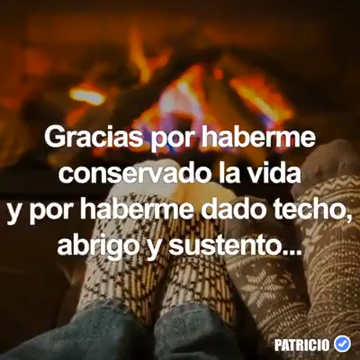 Gracias por haberme
conservado la vida
y por haberme dado techo,
abrigo y sustento...
PATRICIO